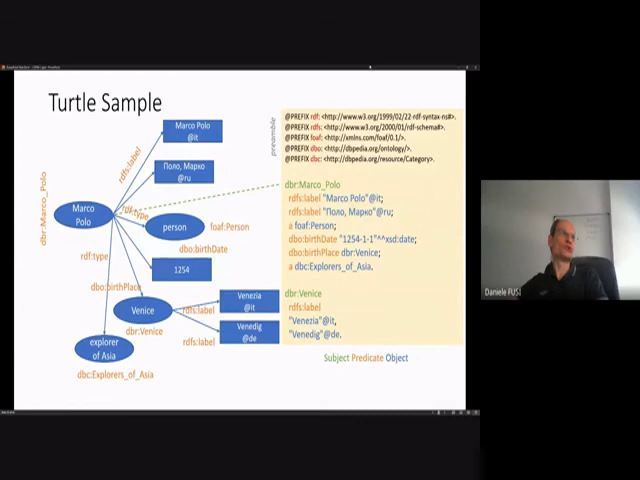 Turtle Sample
Marco Polo
@it
Поло, Марко
@ru
rdfs:label
dbr:Marco_Polo
Marco
Polo
rdf:type
person
foaf:Person
dbo:birthDate
rdf:type
1254
dbo:birthPlace
Venice
dbr:Venice
rdfs:label
Venezia
@it
rdfs:label
Venedig
@de
explorer
of Asia
dbc:Explorers_of_Asia
preamble
@PREFIX rdf: <http://www.w3.org/1999/02/22-rdf-syntax-ns#>.
@PREFIX rdfs: <http://www.w3.org/2000/01/rdf-schema#>.
@PREFIX foaf: <http://xmlns.com/foaf/0.1/>.
@PREFIX dbo: <http://dbpedia.org/ontology/>.
@PREFIX dbc: <http://dbpedia.org/resource/Category>.
dbr:Marco_Polo
rdfs:label "Marco Polo"@it;
rdfs:label "Поло, Марко"@ru;
a foaf:Person;
dbo:birthDate "1254-1-1"^^xsd:date;
dbo:birthPlace dbr:Venice;
a dbc:Explorers_of_Asia.
dbr:Venice
rdfs:label
"Venezia"@it,
"Venedig"@de.
Subject Predicate Object
Daniele FUSI